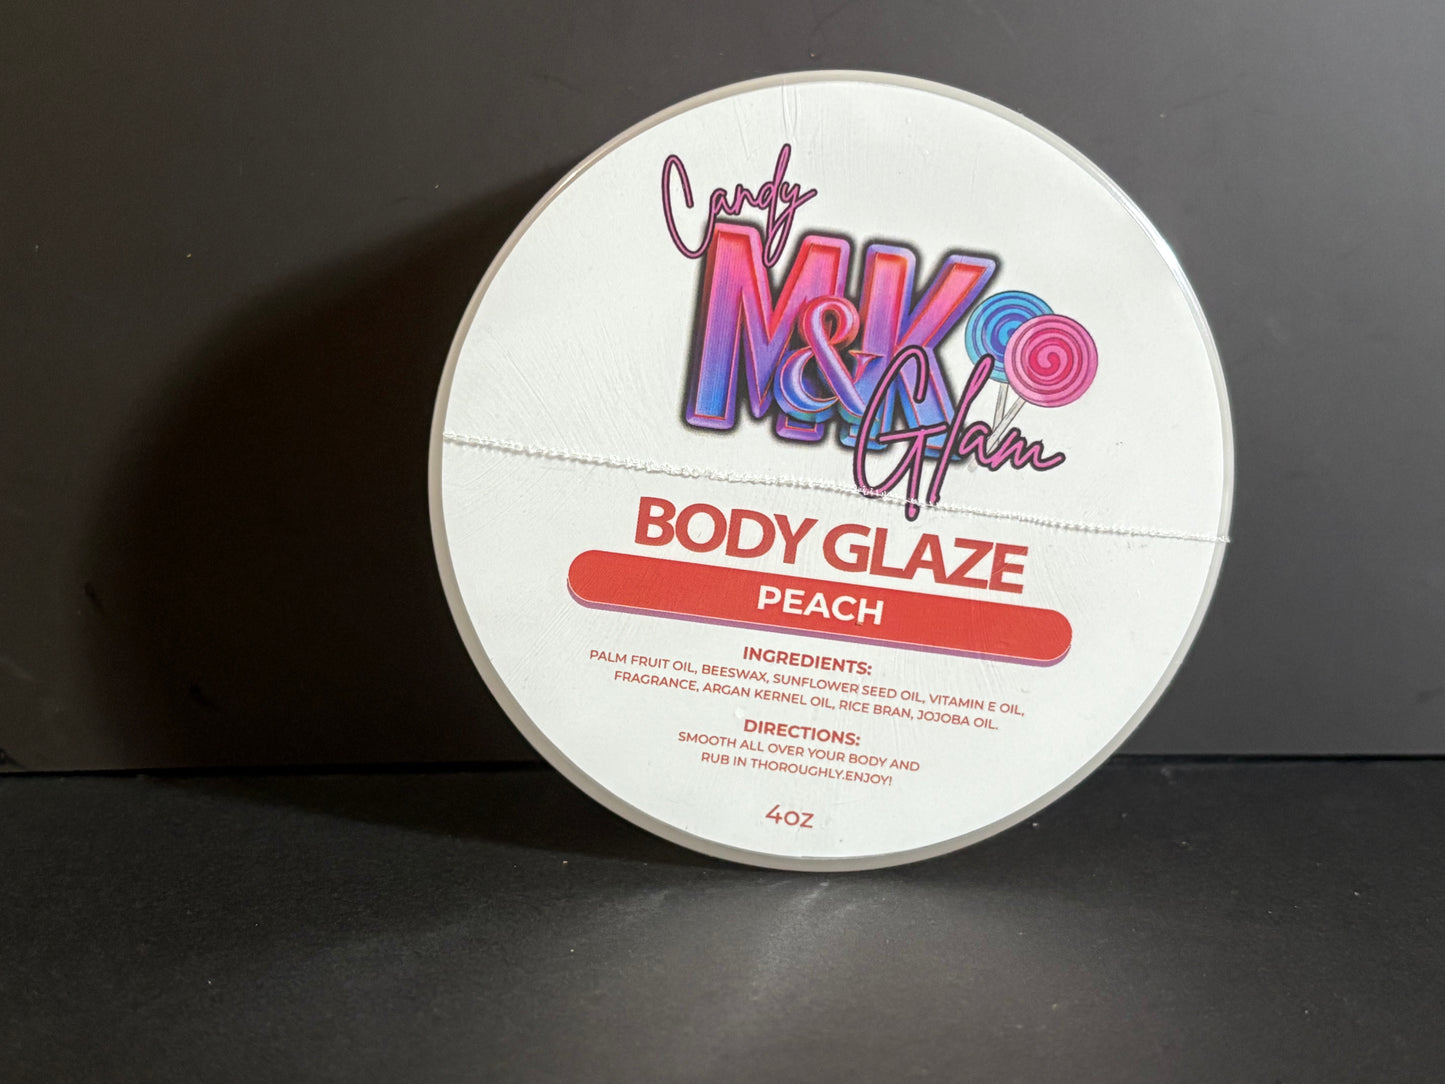 Candy
M&K
Glam
BODY GLAZE
PEACH
INGREDIENTS:
PALM FRUIT OIL, BEESWAX, SUNFLOWER SEED OIL, VITAMIN E OIL,
FRAGRANCE, ARGAN KERNEL OIL, RICE BRAN, JOJOBA OIL.
DIRECTIONS:
SMOOTH ALL OVER YOUR BODY AND
RUB IN THOROUGHLY.ENJOY!
4OZ